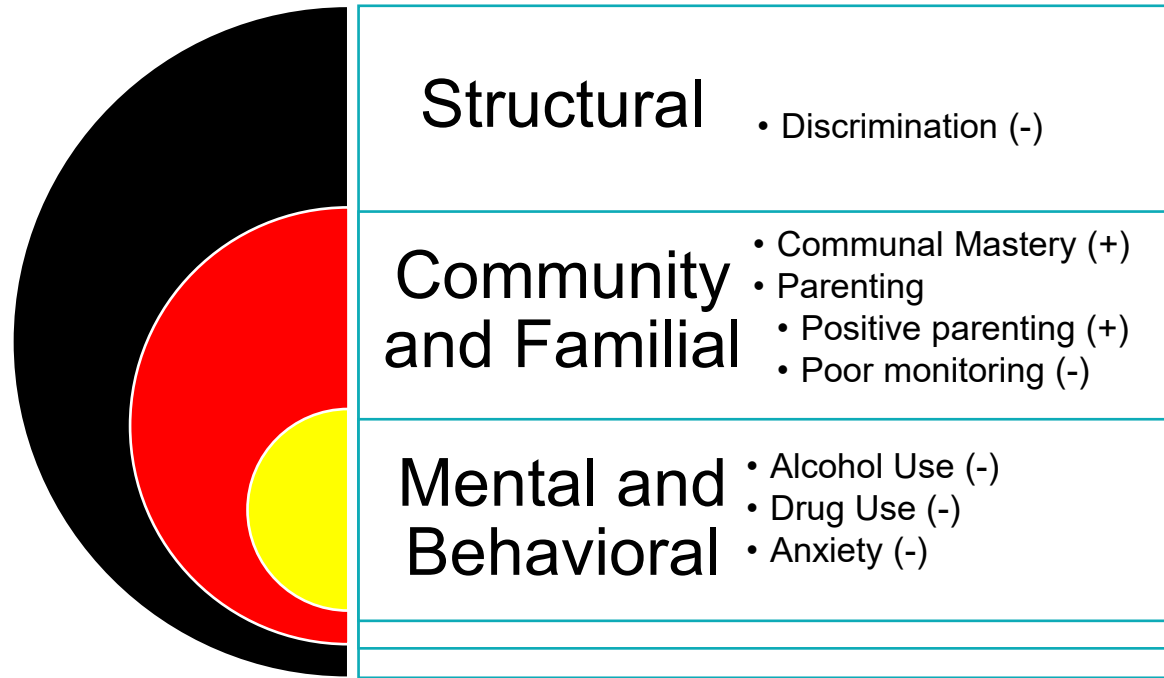 Structural
• Discrimination (-)
Community
and Familial
• Communal Mastery (+)
• Parenting
• Positive parenting (+)
• Poor monitoring (-)
Mental and
Behavioral
• Alcohol Use (-)
• Drug Use (-)
• Anxiety (-)